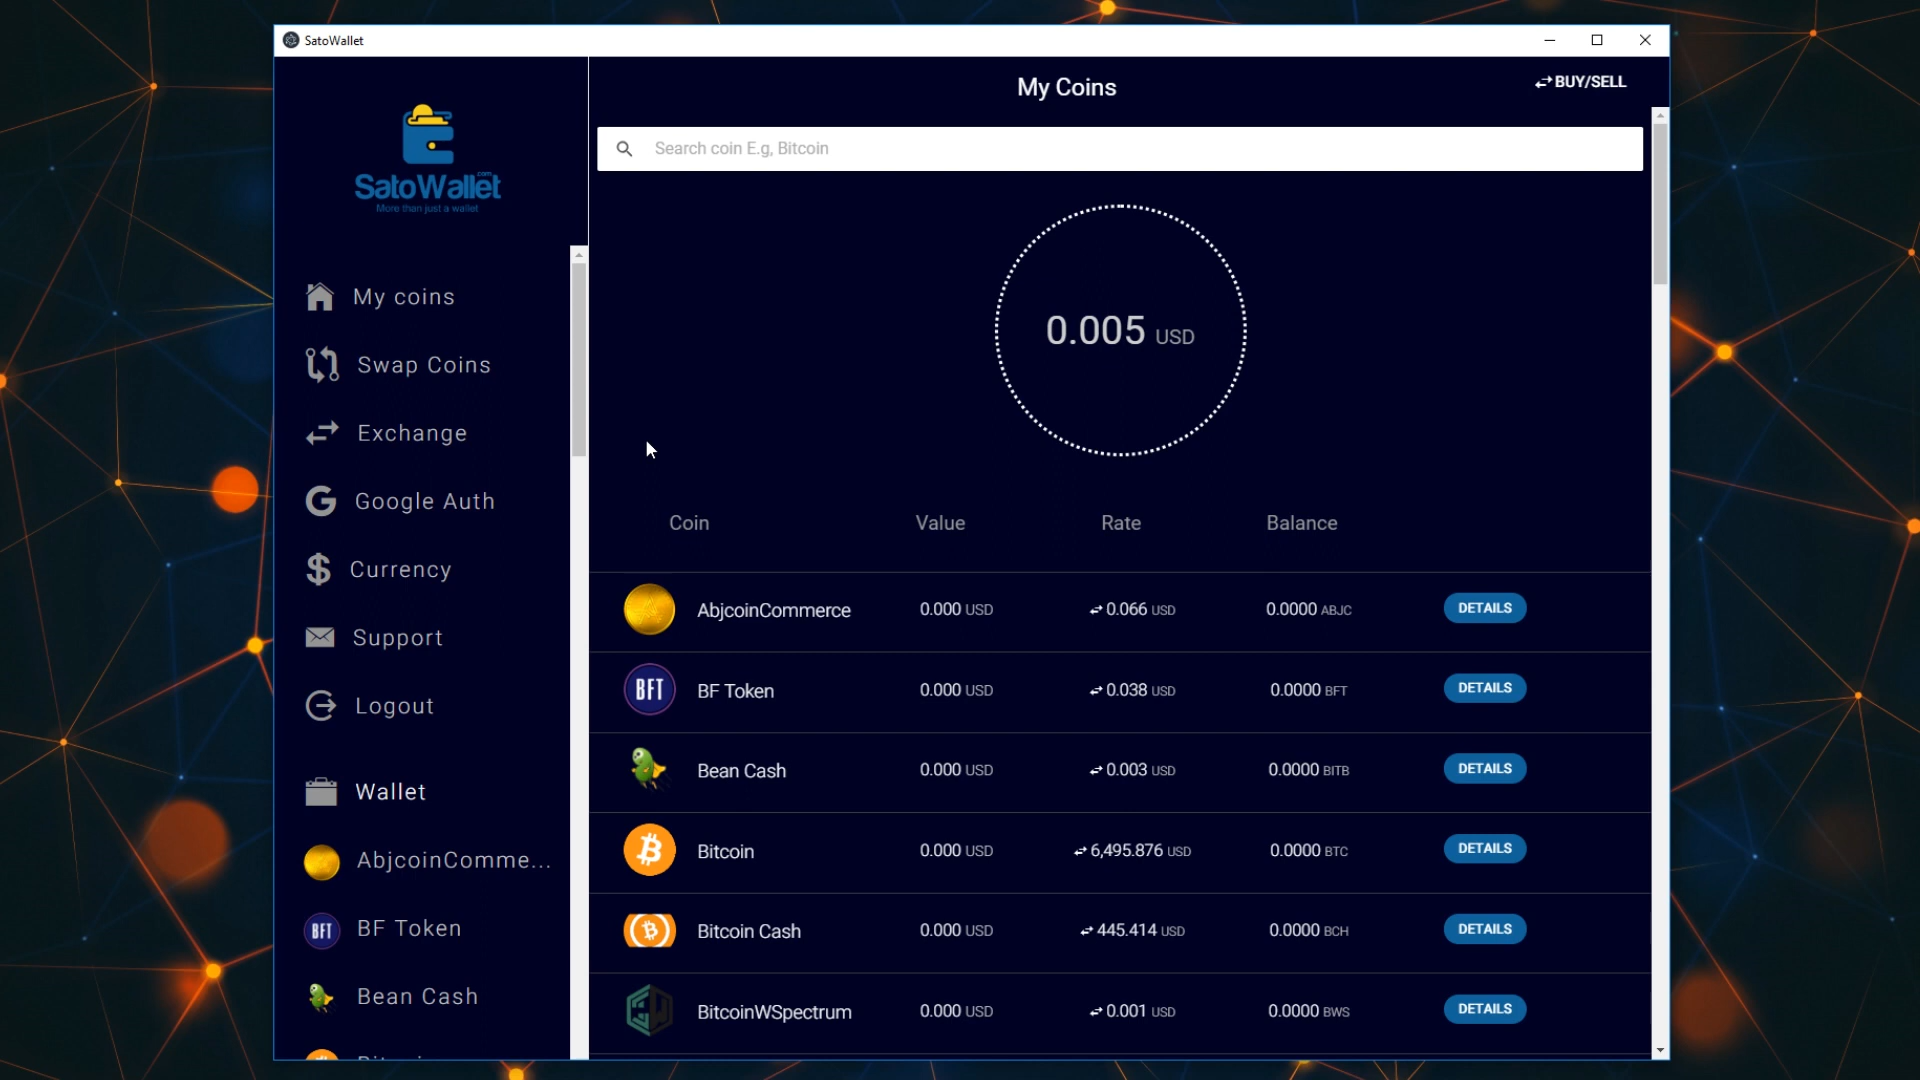 SatoWallet
SatoWallet
.com
More than just a wallet
My coins
Swap Coins
Exchange
Google Auth
Currency
Support
Logout
Wallet
AbjcoinComme...
BFT
BF Token
Bean Cash
My Coins
BUY/SELL
Search coin E.g, Bitcoin
0.005 USD
Coin Value Rate Balance
AbjcoinCommerce 0.000 USD 0.066 USD 0.0000 ABJC DETAILS
BFT BF Token 0.000 USD 0.038 USD 0.0000 BFT DETAILS
Bean Cash 0.000 USD 0.003 USD 0.0000 BITB DETAILS
Bitcoin 0.000 USD 6,495.876 USD 0.0000 BTC DETAILS
Bitcoin Cash 0.000 USD 445.414 USD 0.0000 BCH DETAILS
BitcoinWSpectrum 0.000 USD 0.001 USD 0.0000 BWS DETAILS